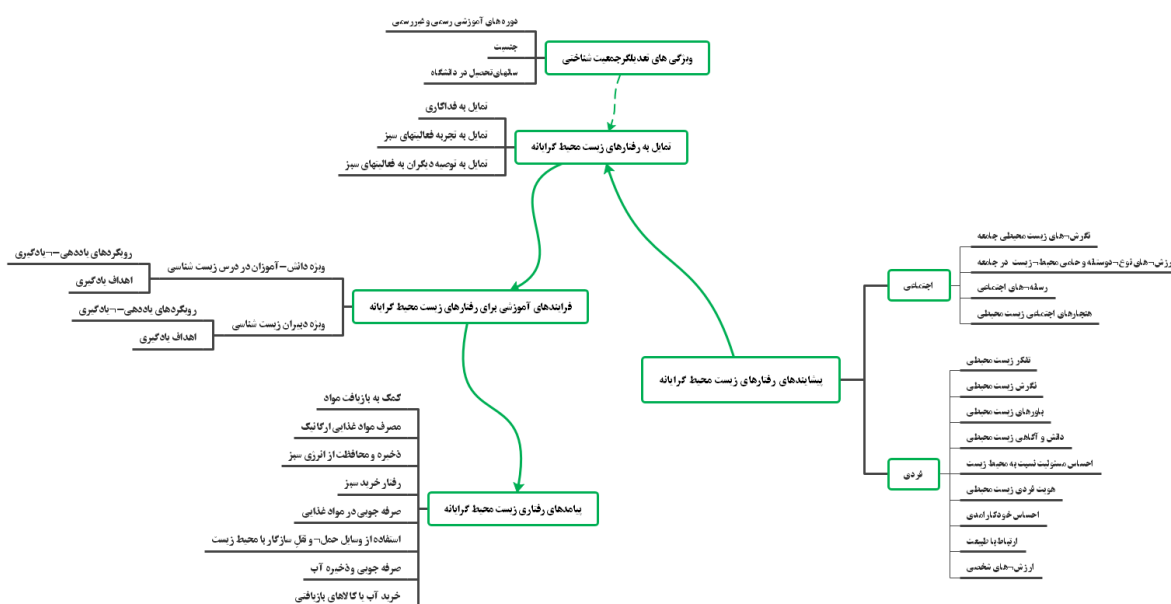 دوره های آموزشی رسمی و غیررسمی
جنسیت
سالهای تحصیل در دانشگاه
ویژگی های تعدیلگر جمعیت شناختی
تمایل به فداکاری
تمایل به تجربه فعالیتهای سبز
تمایل به توصیه دیگران به فعالیتهای سبز
تمایل به رفتارهای زیست محیط گرایانه
نگرش¬های زیست محیطی جامعه
ارزش¬های نوع¬دوستانه و حامی محیط¬زیست در جامعه
رسانه¬های اجتماعی
هنجارهای اجتماعی زیست محیطی
اجتماعی
رویکردهای یاددهی–¬یادگیری
اهداف یادگیری
ویژه دانش–آموزان در درس زیست شناسی
رویکردهای یاددهی–¬یادگیری
اهداف یادگیری
ویژه دبیران زیست شناسی
فرایندهای آموزشی برای رفتارهای زیست محیط گرایانه
پیشایندهای رفتارهای زیست محیط گرایانه
تفکر زیست محیطی
نگرش زیست محیطی
باورهای زیست محیطی
دانش و آگاهی زیست محیطی
احساس مسئولیت نسبت به محیط زیست
هویت فردی زیست محیطی
احساس خودکارامدی
ارتباط با طبیعت
ارزش¬های شخصی
فردی
کمک به بازیافت مواد
مصرف مواد غذایی ارگانیک
ذخیره و محافظت از انرژی سبز
رفتار خرید سبز
صرفه جویی در مواد غذایی
استفاده از وسایل حمل¬و نقل سازگار با محیط زیست
صرفه جویی و ذخیره آب
خرید آب با کالاهای بازیافتی
پیامدهای رفتاری زیست محیط گرایانه